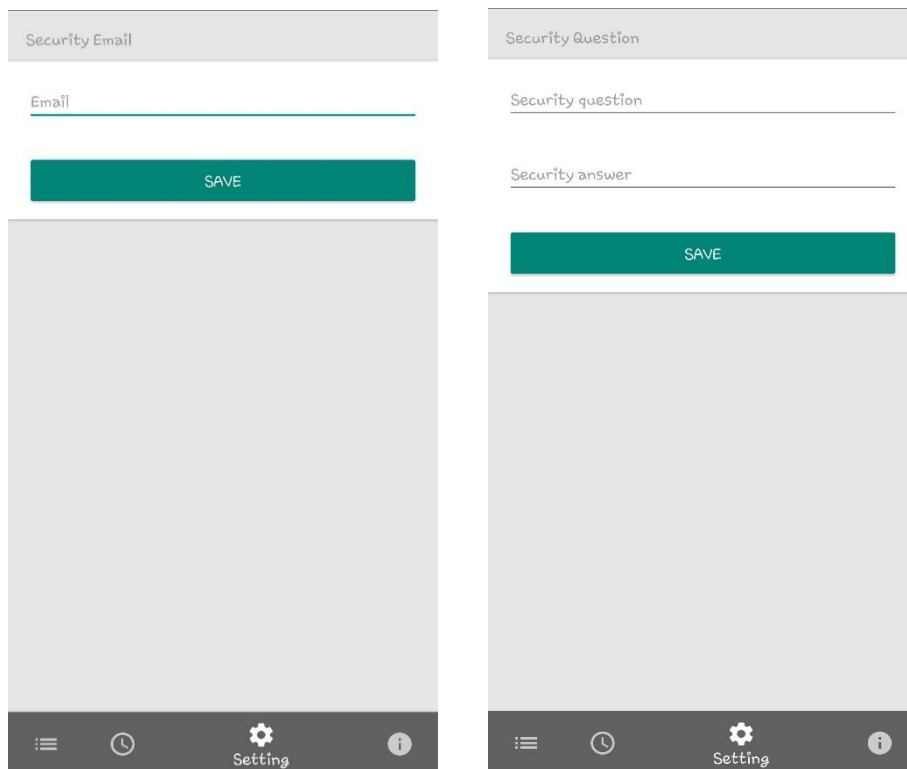 Security Email
Email
SAVE
Setting
Security Question
Security question
Security answer
SAVE
Setting